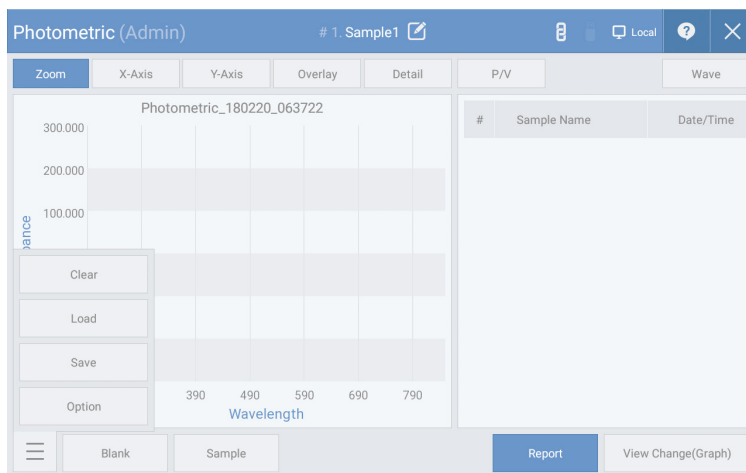 Photometric (Admin) # 1. Sample1 Local ?
Zoom X-Axis Y-Axis Overlay Detail P/V Wave
Photometric_180220_063722
300.000
200.000
100.000
390 490 590 690 790
Wavelength
# Sample Name Date/Time
Clear
Load
Save
Option
Blank Sample Report View Change(Graph)